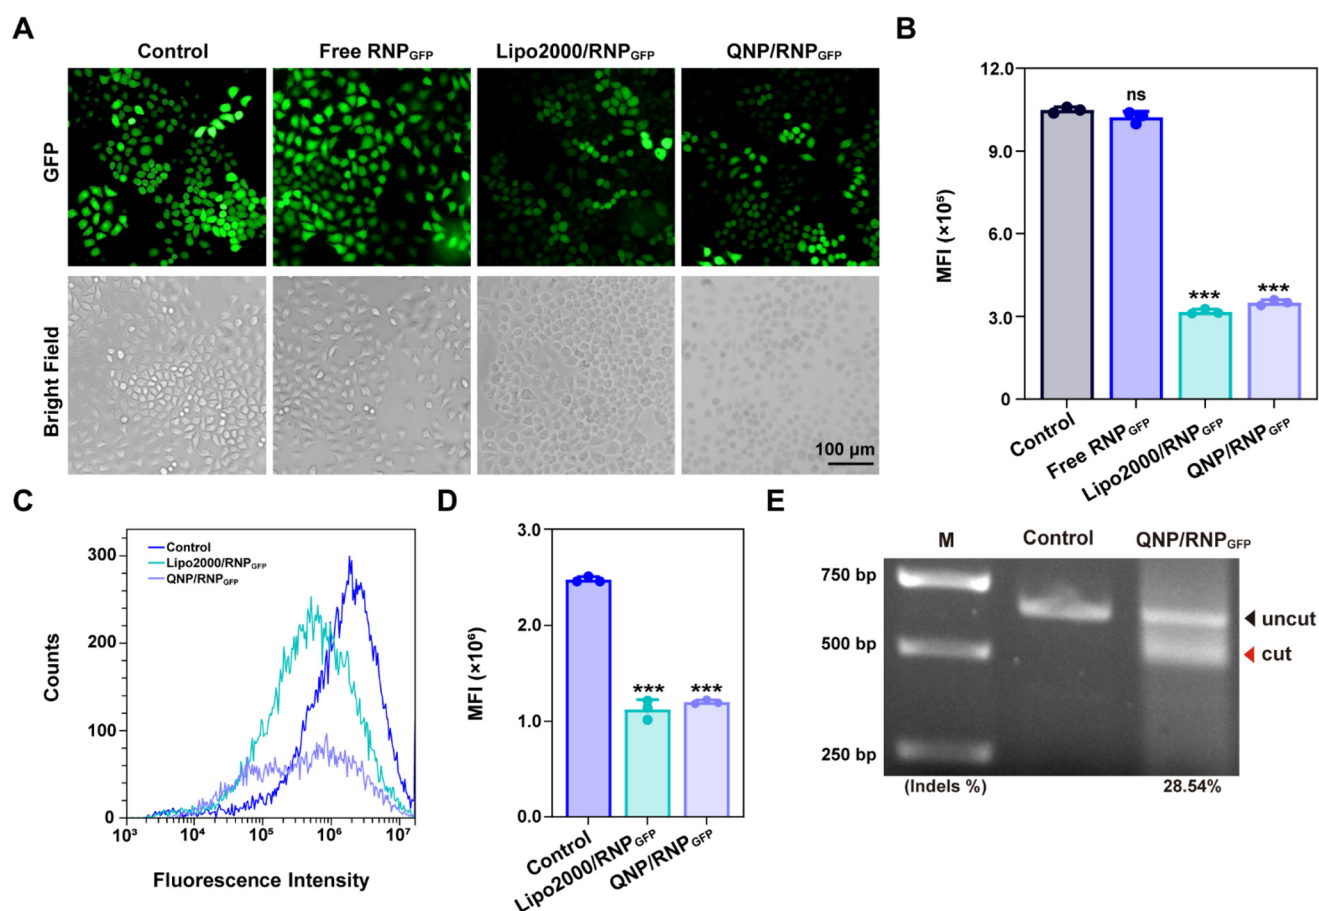 A
Control
Free RNPGFP
Lipo2000/RNPGFP
QNP/RNPGFP
GFP
Bright Field
100 μm
B
12.0
9.0
6.0
3.0
0
MFI (×10⁵)
ns
***
***
Control
Free RNPGFP
Lipo2000/RNPGFP
QNP/RNPGFP
C
300
200
100
0
Counts
Control
Lipo2000/RNPGFP
QNP/RNPGFP
10³
10⁴
10⁵
10⁶
10⁷
Fluorescence Intensity
D
3.0
2.0
1.0
0.0
MFI (×10⁶)
***
***
Control
Lipo2000/RNPGFP
QNP/RNPGFP
E
M
Control
QNP/RNPGFP
750 bp
500 bp
250 bp
uncut
cut
(Indels %)
28.54%